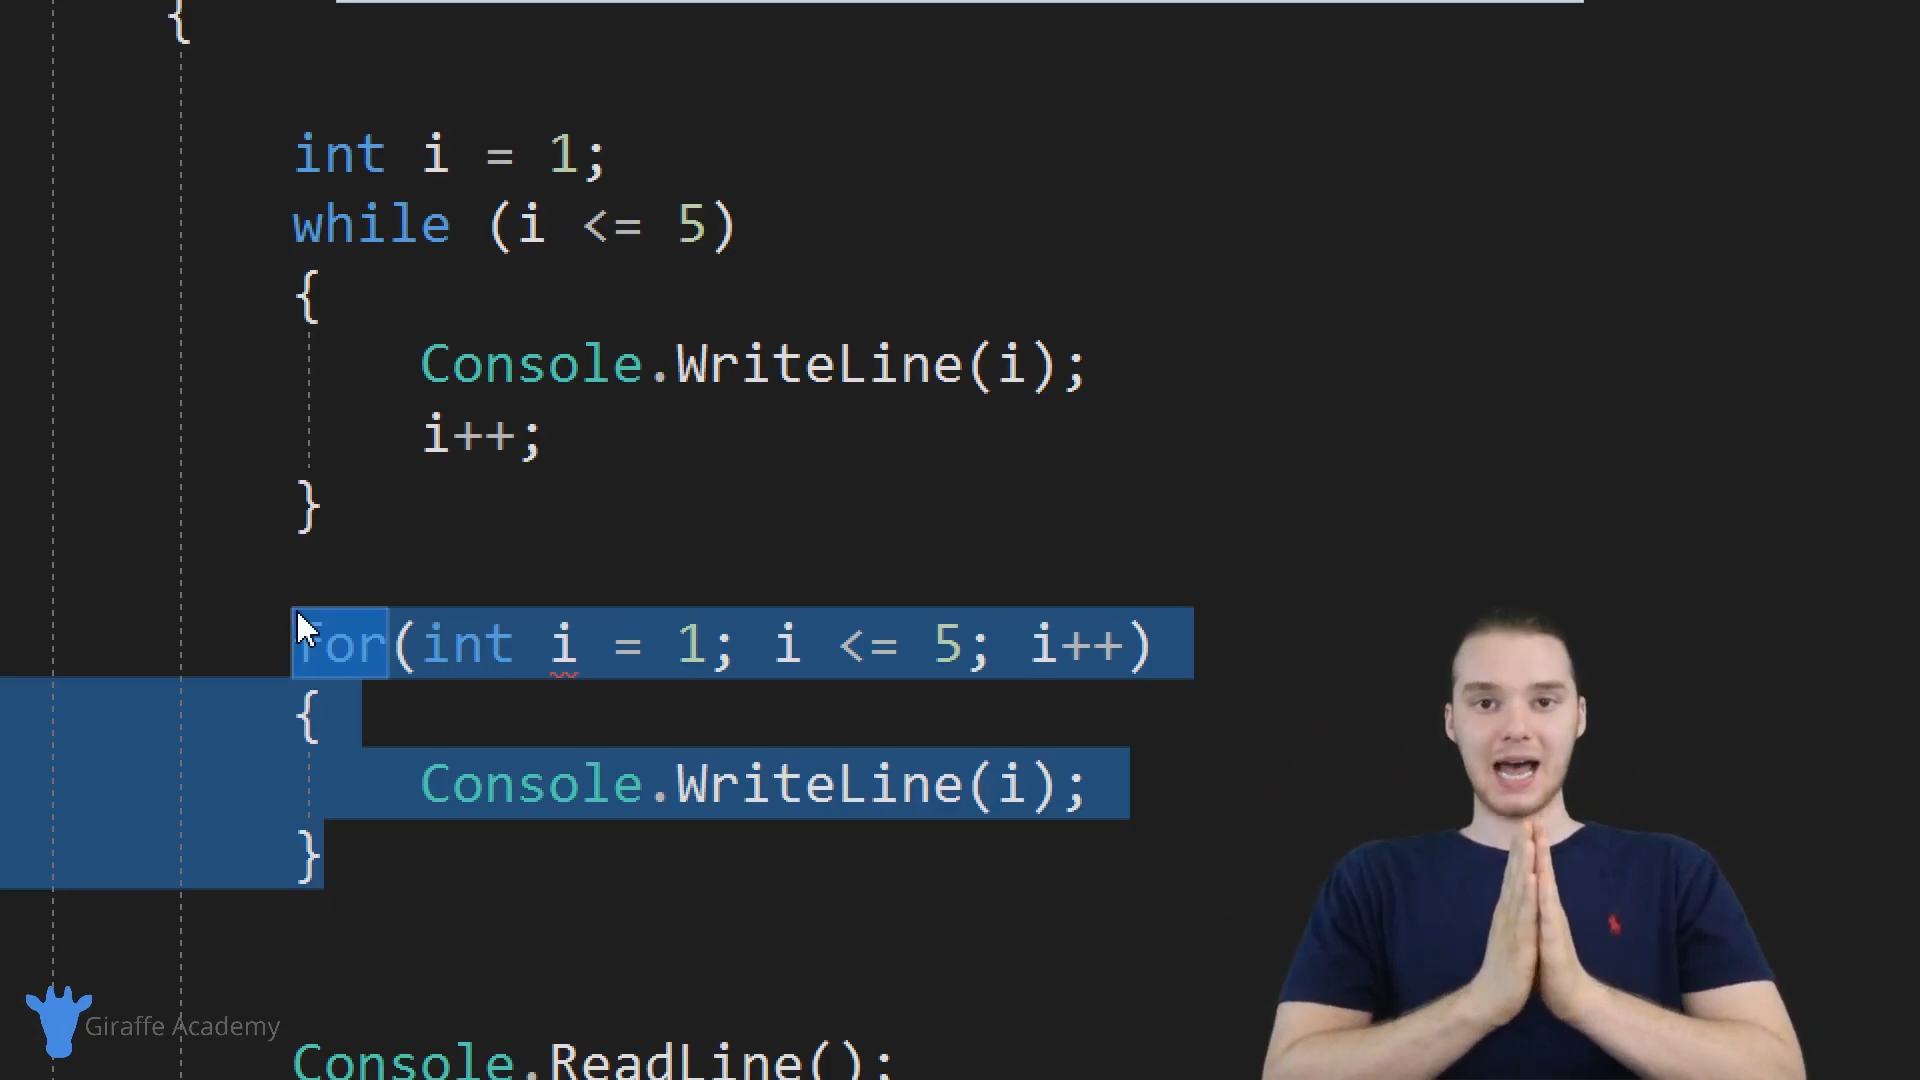 {
int i = 1;
while (i <= 5)
{
Console.WriteLine(i);
i++;
}
for(int i = 1; i <= 5; i++)
{
Console.WriteLine(i);
}
Console.ReadLine();
Giraffe Academy